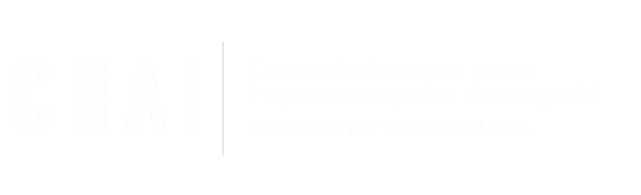 CRAI
Centre de Recursos per a
l'Aprenentatge i la Investigació
UNIVERSITAT DE BARCELONA